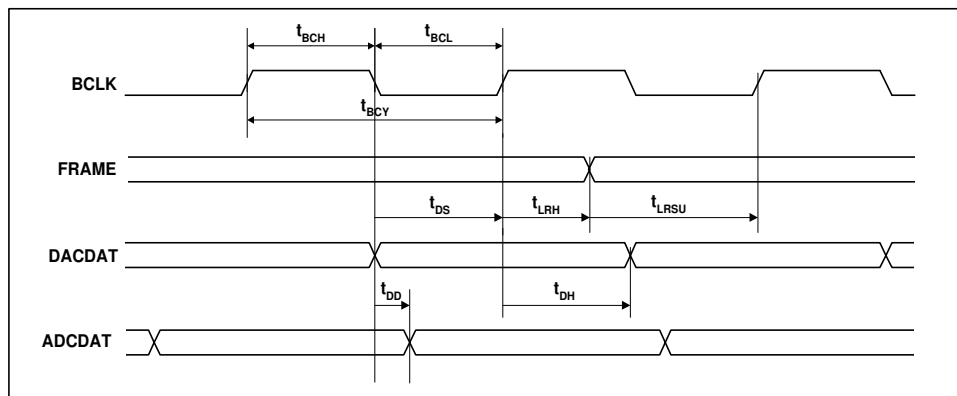 tBCH tBCL
BCLK
tBCY
FRAME
tDS tLRH tLRSU
DACDAT
tDD tDH
ADCDAT